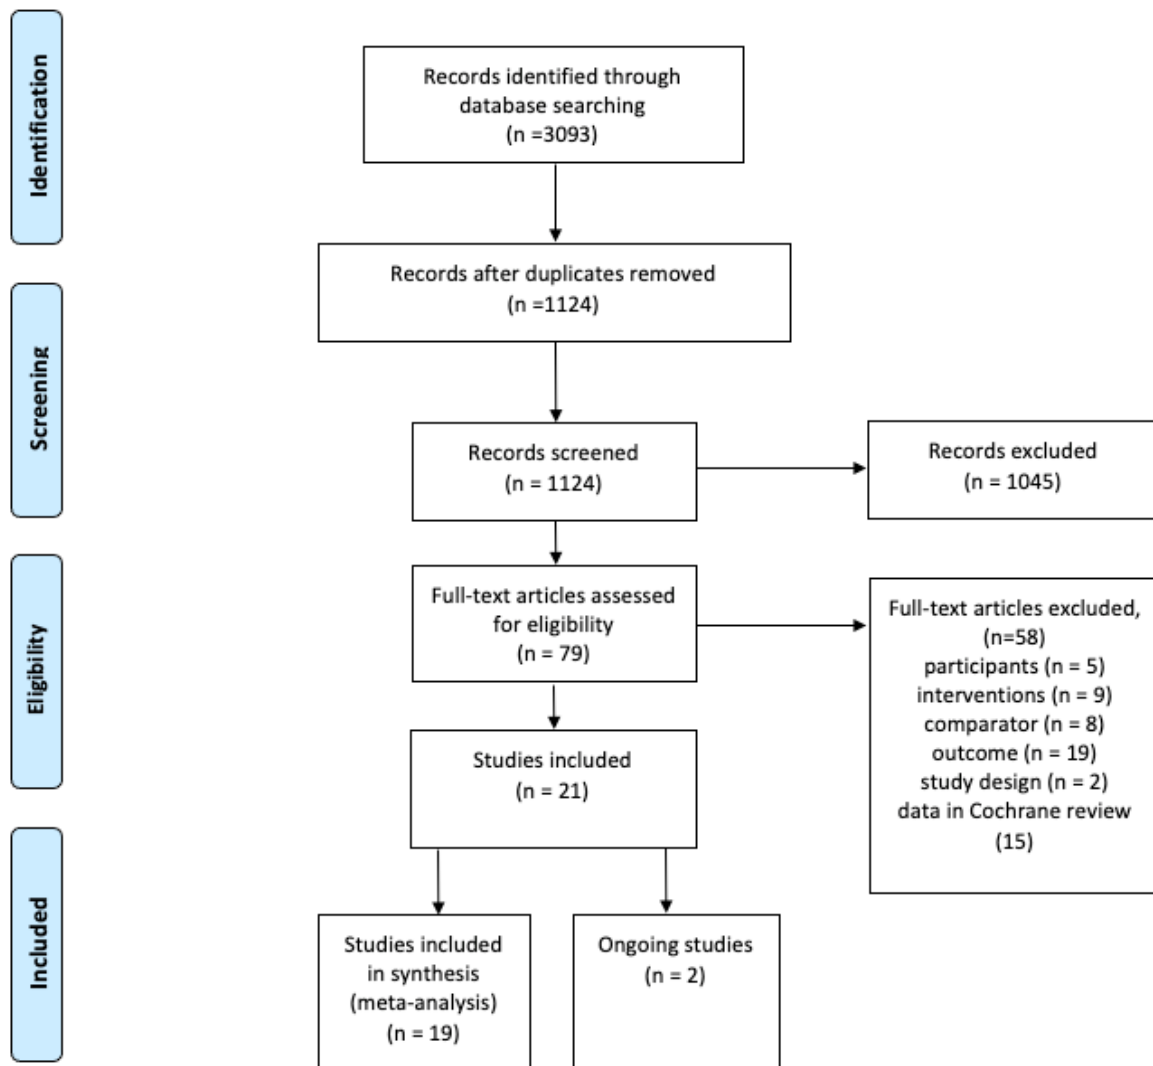 Identification
Records identified through
database searching
(n =3093)
Records after duplicates removed
(n =1124)
Screening
Records screened
(n = 1124)
Records excluded
(n = 1045)
Eligibility
Full-text articles assessed
for eligibility
(n = 79)
Full-text articles excluded,
(n=58)
participants (n = 5)
interventions (n = 9)
comparator (n = 8)
outcome (n = 19)
study design (n = 2)
data in Cochrane review
(15)
Studies included
(n = 21)
Included
Studies included
in synthesis
(meta-analysis)
(n = 19)
Ongoing studies
(n = 2)